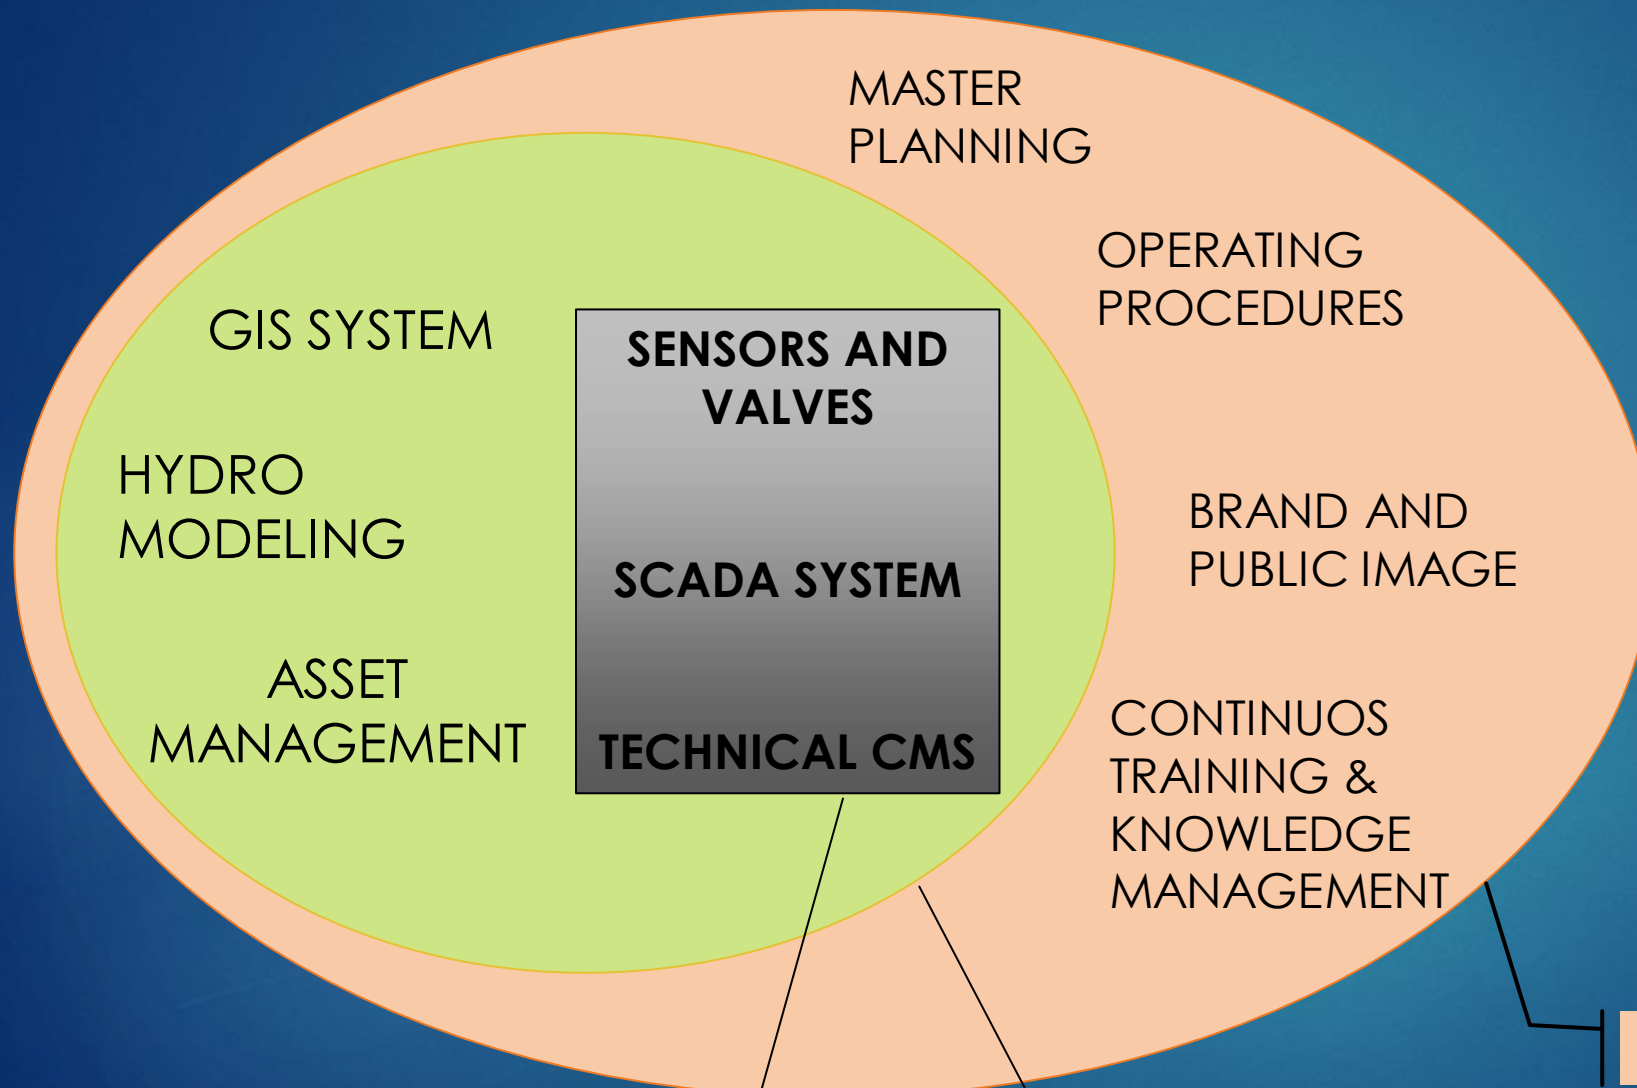 MASTER
PLANNING
OPERATING
PROCEDURES
GIS SYSTEM
SENSORS AND
VALVES
HYDRO
MODELING
BRAND AND
PUBLIC IMAGE
SCADA SYSTEM
ASSET
MANAGEMENT
TECHNICAL CMS
CONTINUOS
TRAINING &
KNOWLEDGE
MANAGEMENT